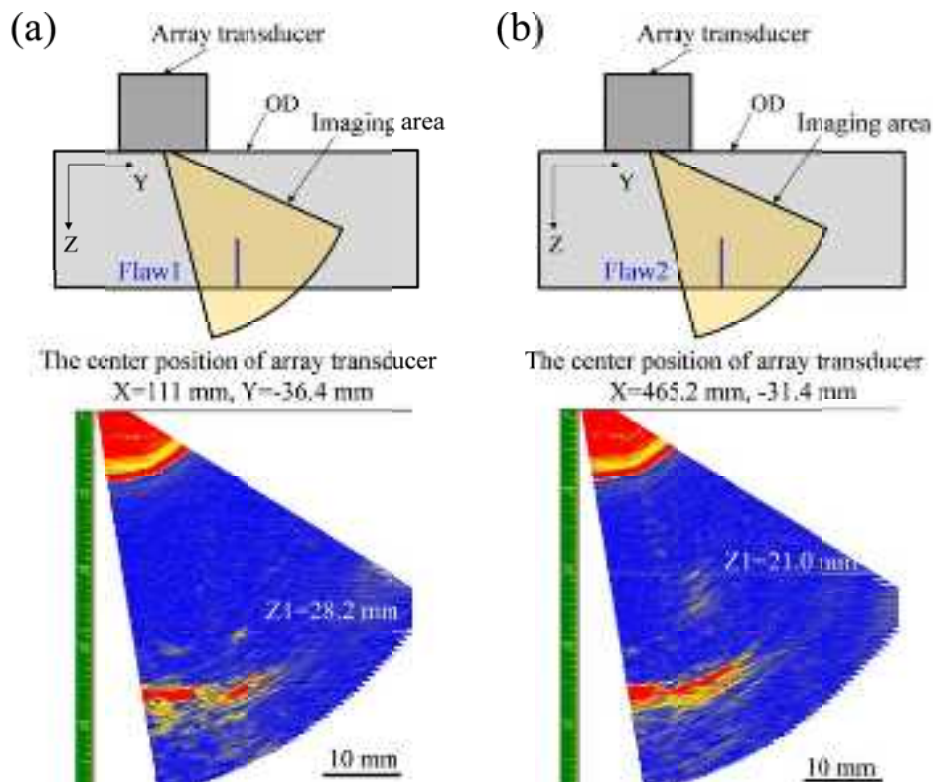 (a)
Array transducer
OD
Imaging area
Y
Z
Flaw1
The center position of array transducer
X=111 mm, Y=-36.4 mm
Z1=28.2 mm
10 mm
(b)
Array transducer
OD
Imaging area
Y
Z
Flaw2
The center position of array transducer
X=465.2 mm, -31.4 mm
Z1=21.0 mm
10 mm